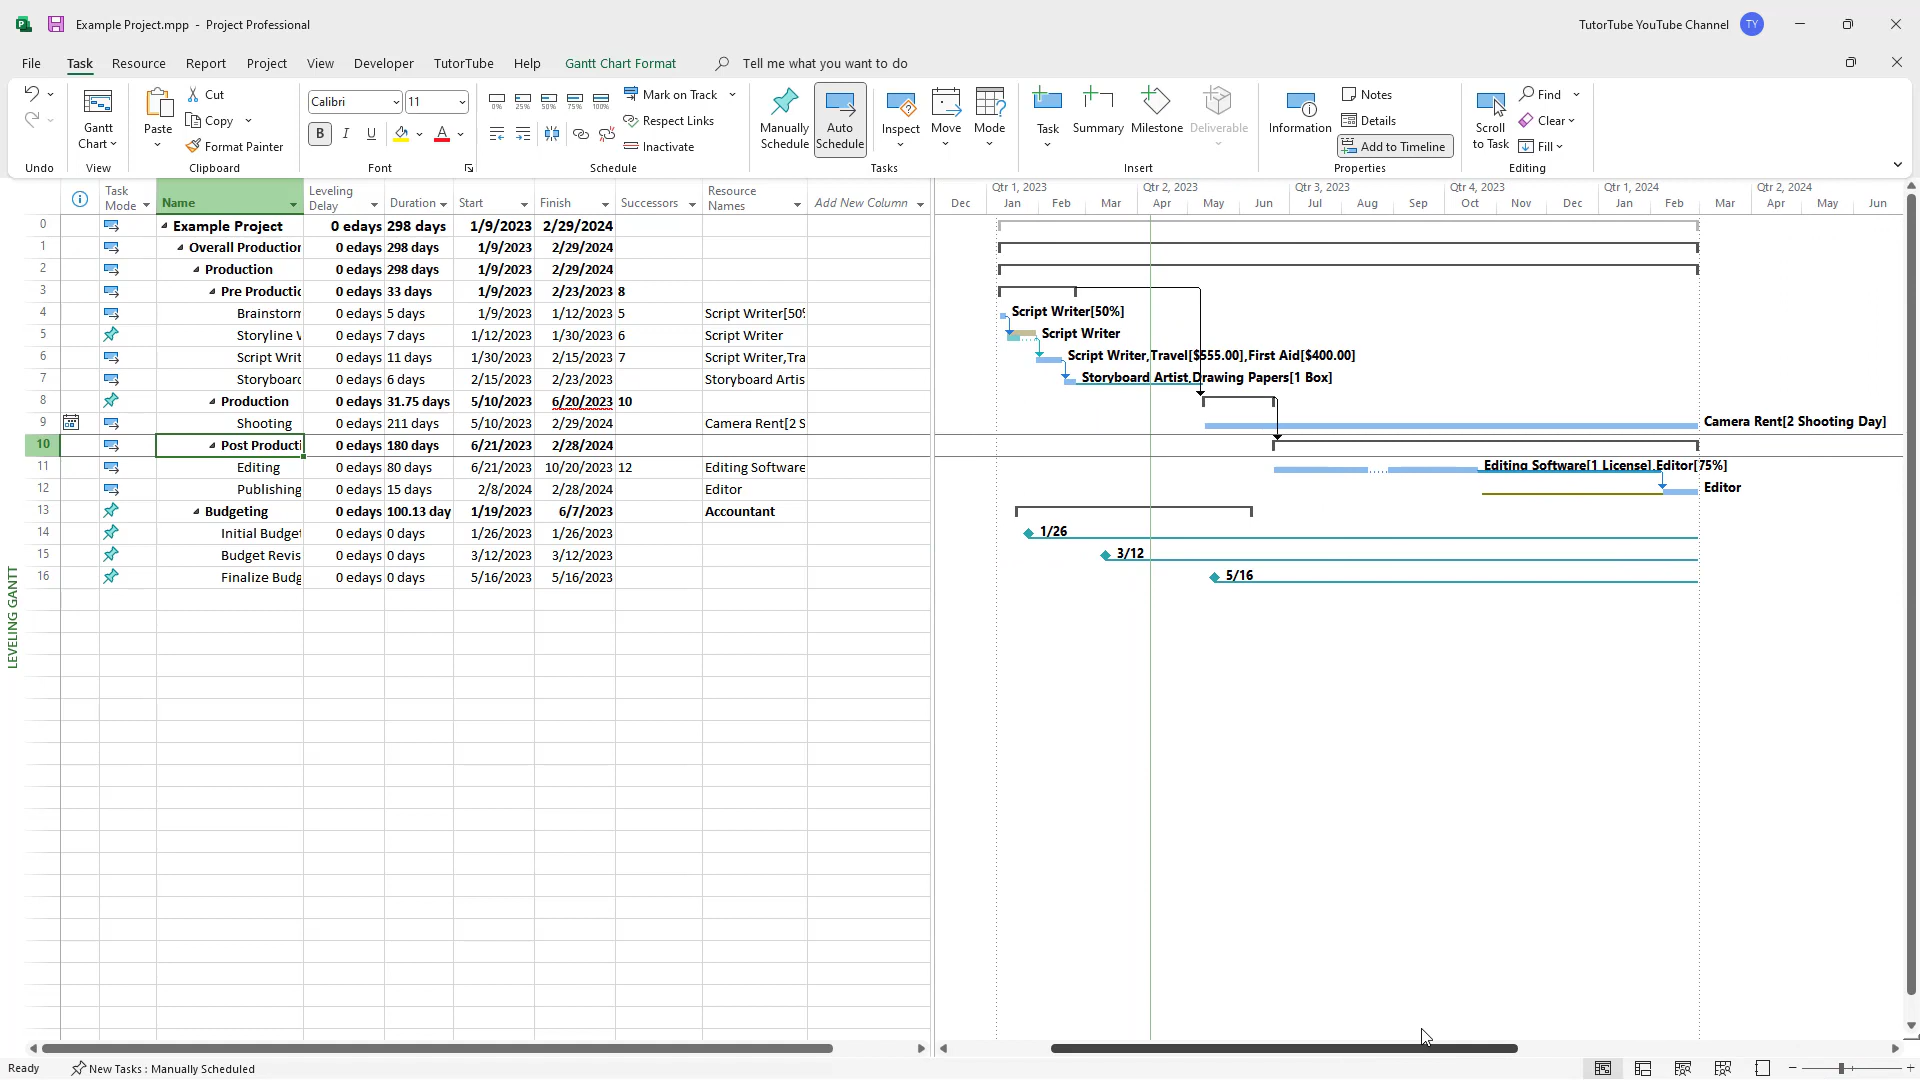 Example Project.mpp - Project Professional
TutorTube YouTube Channel TY
File Task Resource Report Project View Developer TutorTube Help Gantt Chart Format Tell me what you want to do
Undo
Gantt Chart
View
Paste
Cut
Copy
Format Painter
Clipboard
Calibri 11
B I U A
Font
0% 25% 50% 75% 100%
Mark on Track
Respect Links
Inactivate
Schedule
Manually Schedule
Auto Schedule
Inspect
Move
Mode
Tasks
Task
Summary
Milestone
Deliverable
Insert
Information
Notes
Details
Add to Timeline
Properties
Scroll to Task
Find
Clear
Fill
Editing
Task Mode Name Leveling Delay Duration Start Finish Successors Resource Names Add New Column
0 Example Project 0 edays 298 days 1/9/2023 2/29/2024
1 Overall Production 0 edays 298 days 1/9/2023 2/29/2024
2 Production 0 edays 298 days 1/9/2023 2/29/2024
3 Pre Productic 0 edays 33 days 1/9/2023 2/23/2023 8
4 Brainstorm 0 edays 5 days 1/9/2023 1/12/2023 5 Script Writer[50%
5 Storyline 0 edays 7 days 1/12/2023 1/30/2023 6 Script Writer
6 Script Writ 0 edays 11 days 1/30/2023 2/15/2023 7 Script Writer,Tra
7 Storyboard 0 edays 6 days 2/15/2023 2/23/2023 Storyboard Artis
8 Production 0 edays 31.75 days 5/10/2023 6/20/2023 10
9 Shooting 0 edays 211 days 5/10/2023 2/29/2024 Camera Rent[2 S
10 Post Producti 0 edays 180 days 6/21/2023 2/28/2024
11 Editing 0 edays 80 days 6/21/2023 10/20/2023 12 Editing Software
12 Publishing 0 edays 15 days 2/8/2024 2/28/2024 Editor
13 Budgeting 0 edays 100.13 day 1/19/2023 6/7/2023 Accountant
14 Initial Budget 0 edays 0 days 1/26/2023 1/26/2023
15 Budget Revis 0 edays 0 days 3/12/2023 3/12/2023
16 Finalize Budg 0 edays 0 days 5/16/2023 5/16/2023
LEVELING GANTT
Qtr 1, 2023 Qtr 2, 2023 Qtr 3, 2023 Qtr 4, 2023 Qtr 1, 2024 Qtr 2, 2024
Dec Jan Feb Mar Apr May Jun Jul Aug Sep Oct Nov Dec Jan Feb Mar Apr May Jun
Script Writer[50%]
Script Writer
Script Writer,Travel[$555.00],First Aid[$400.00]
Storyboard Artist,Drawing Papers[1 Box]
Camera Rent[2 Shooting Day]
Editing Software[1 License],Editor[75%]
Editor
1/26
3/12
5/16
Ready New Tasks : Manually Scheduled